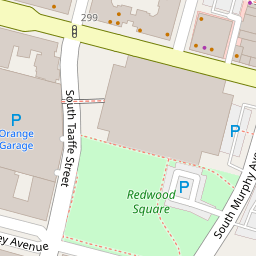 299
P
Orange
Garage
South Taaffe Street
P
Redwood
Square
P
South Murphy Ave
ey Avenue